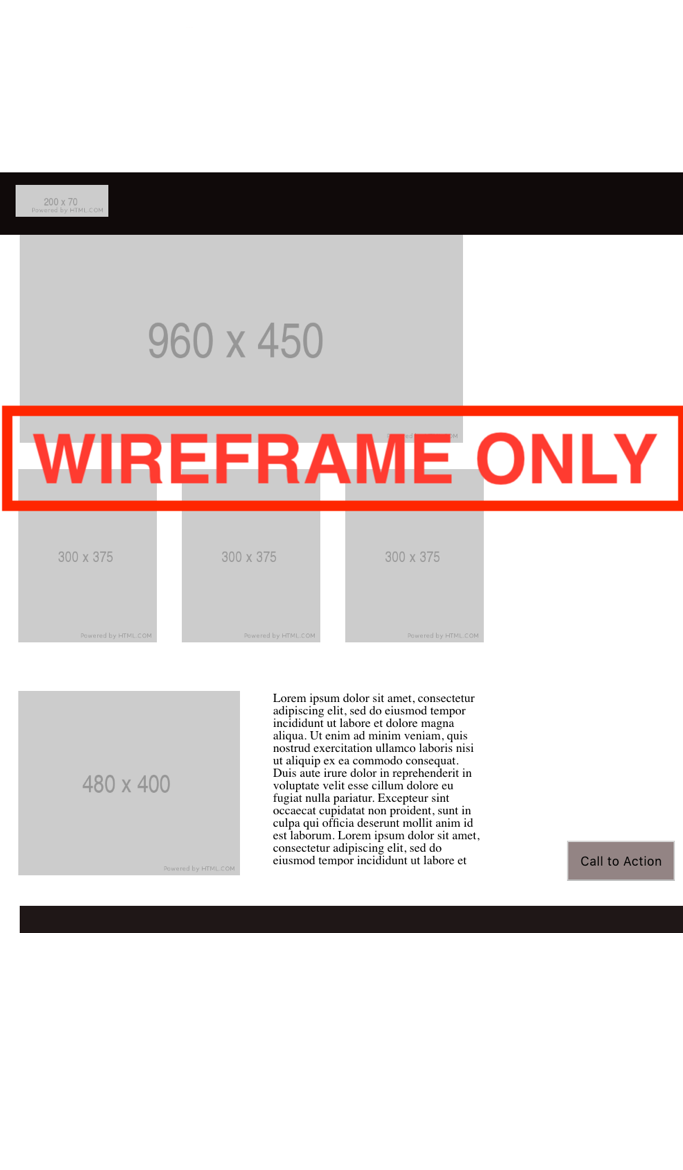 200 x 70
Powered by HTML.COM
960 x 450
WIREFRAME ONLY
300 x 375
300 x 375
300 x 375
Powered by HTML.COM
Powered by HTML.COM
Powered by HTML.COM
480 x 400
Powered by HTML.COM
Lorem ipsum dolor sit amet, consectetur
adipiscing elit, sed do eiusmod tempor
incididunt ut labore et dolore magna
aliqua. Ut enim ad minim veniam, quis
nostrud exercitation ullamco laboris nisi
ut aliquip ex ea commodo consequat.
Duis aute irure dolor in reprehenderit in
voluptate velit esse cillum dolore eu
fugiat nulla pariatur. Excepteur sint
occaecat cupidatat non proident, sunt in
culpa qui officia deserunt mollit anim id
est laborum. Lorem ipsum dolor sit amet,
consectetur adipiscing elit, sed do
eiusmod tempor incididunt ut labore et
Call to Action